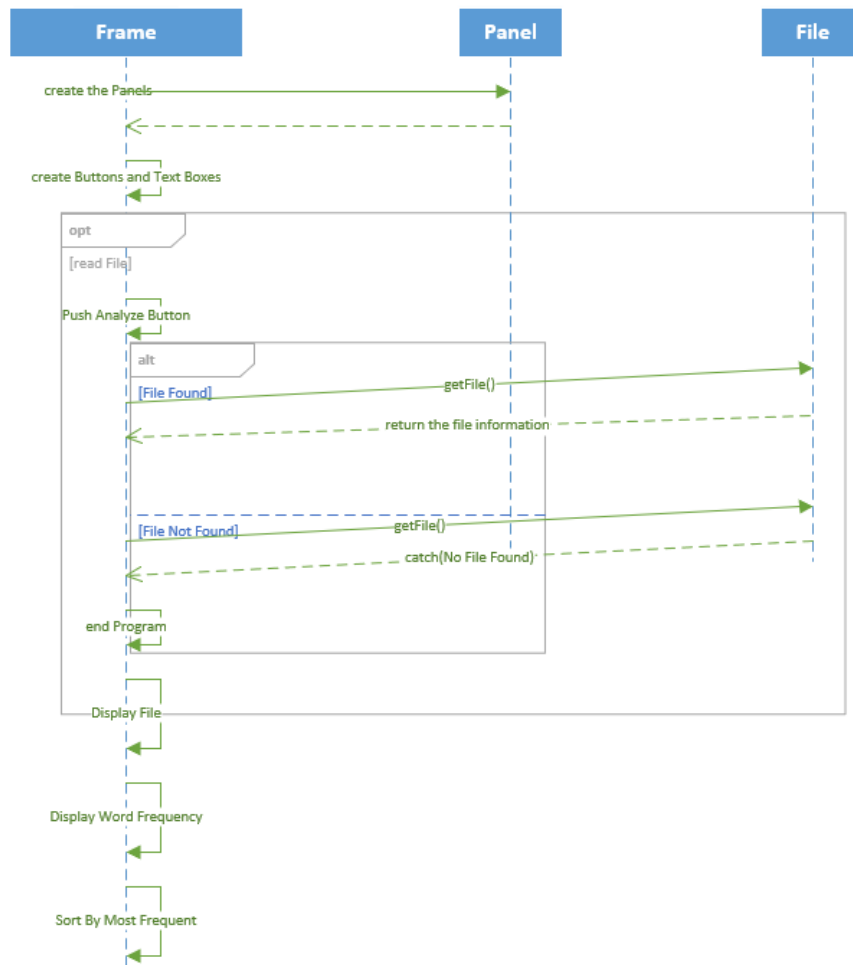 Frame
Panel
File
create the Panels
create Buttons and Text Boxes
opt
[read File]
Push Analyze Button
alt
getFile()
[File Found]
return the file information
getFile()
[File Not Found]
catch(No File Found)
end Program
Display File
Display Word Frequency
Sort By Most Frequent